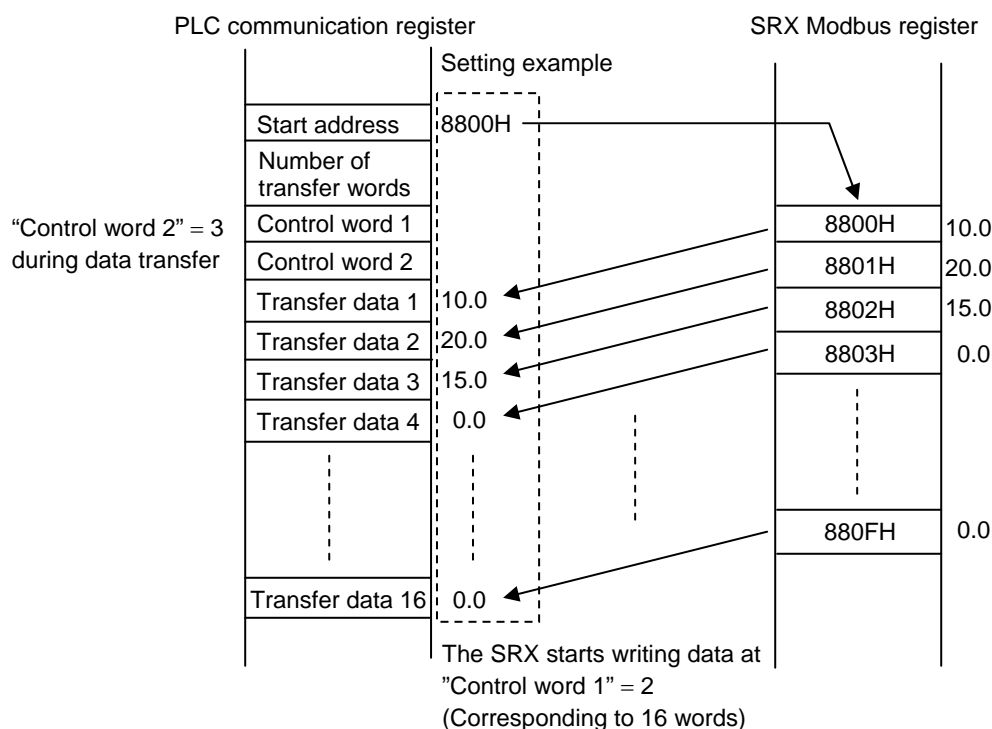 PLC communication register
SRX Modbus register
Setting example
Start address
8800H
Number of
transfer words
“Control word 2” = 3
during data transfer
Control word 1
8800H
10.0
Control word 2
8801H
20.0
Transfer data 1
10.0
8802H
15.0
Transfer data 2
20.0
8803H
0.0
Transfer data 3
15.0
Transfer data 4
0.0
880FH
0.0
Transfer data 16
0.0
The SRX starts writing data at
”Control word 1” = 2
(Corresponding to 16 words)